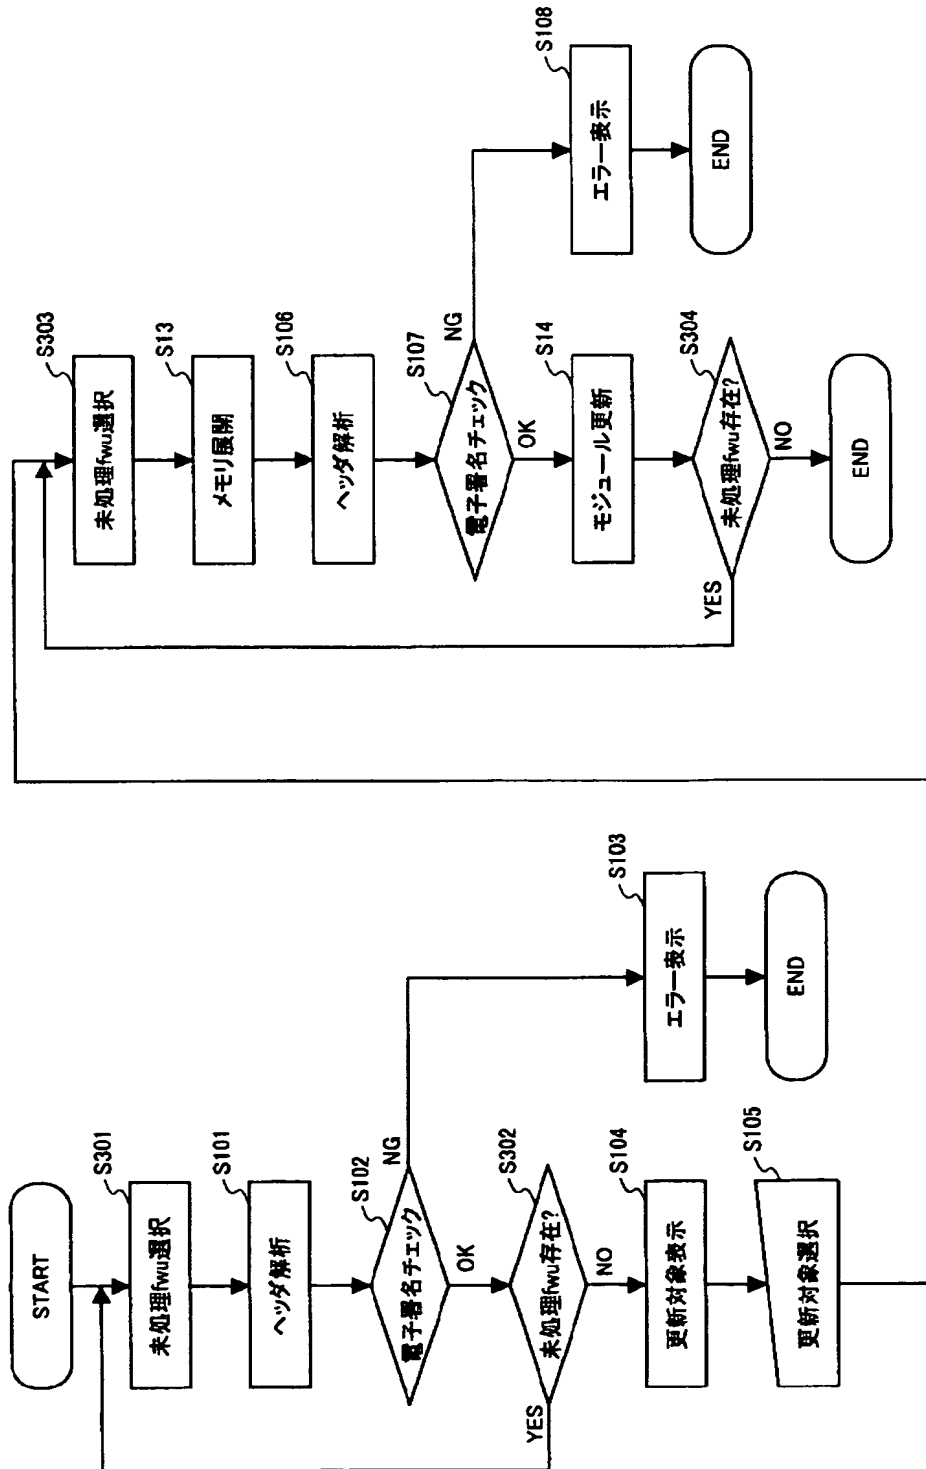 START
S301
未処理fwu選択
S101
ヘッダ解析
S102
電子署名チェック
NG
OK
S302
未処理fwu存在?
YES
NO
S104
更新対象表示
S105
更新対象選択
S103
エラー表示
END
S303
未処理fwu選択
S13
メモリ展開
S106
ヘッダ解析
S107
電子署名チェック
NG
OK
S14
モジュール更新
S304
未処理fwu存在?
YES
NO
END
S108
エラー表示
END